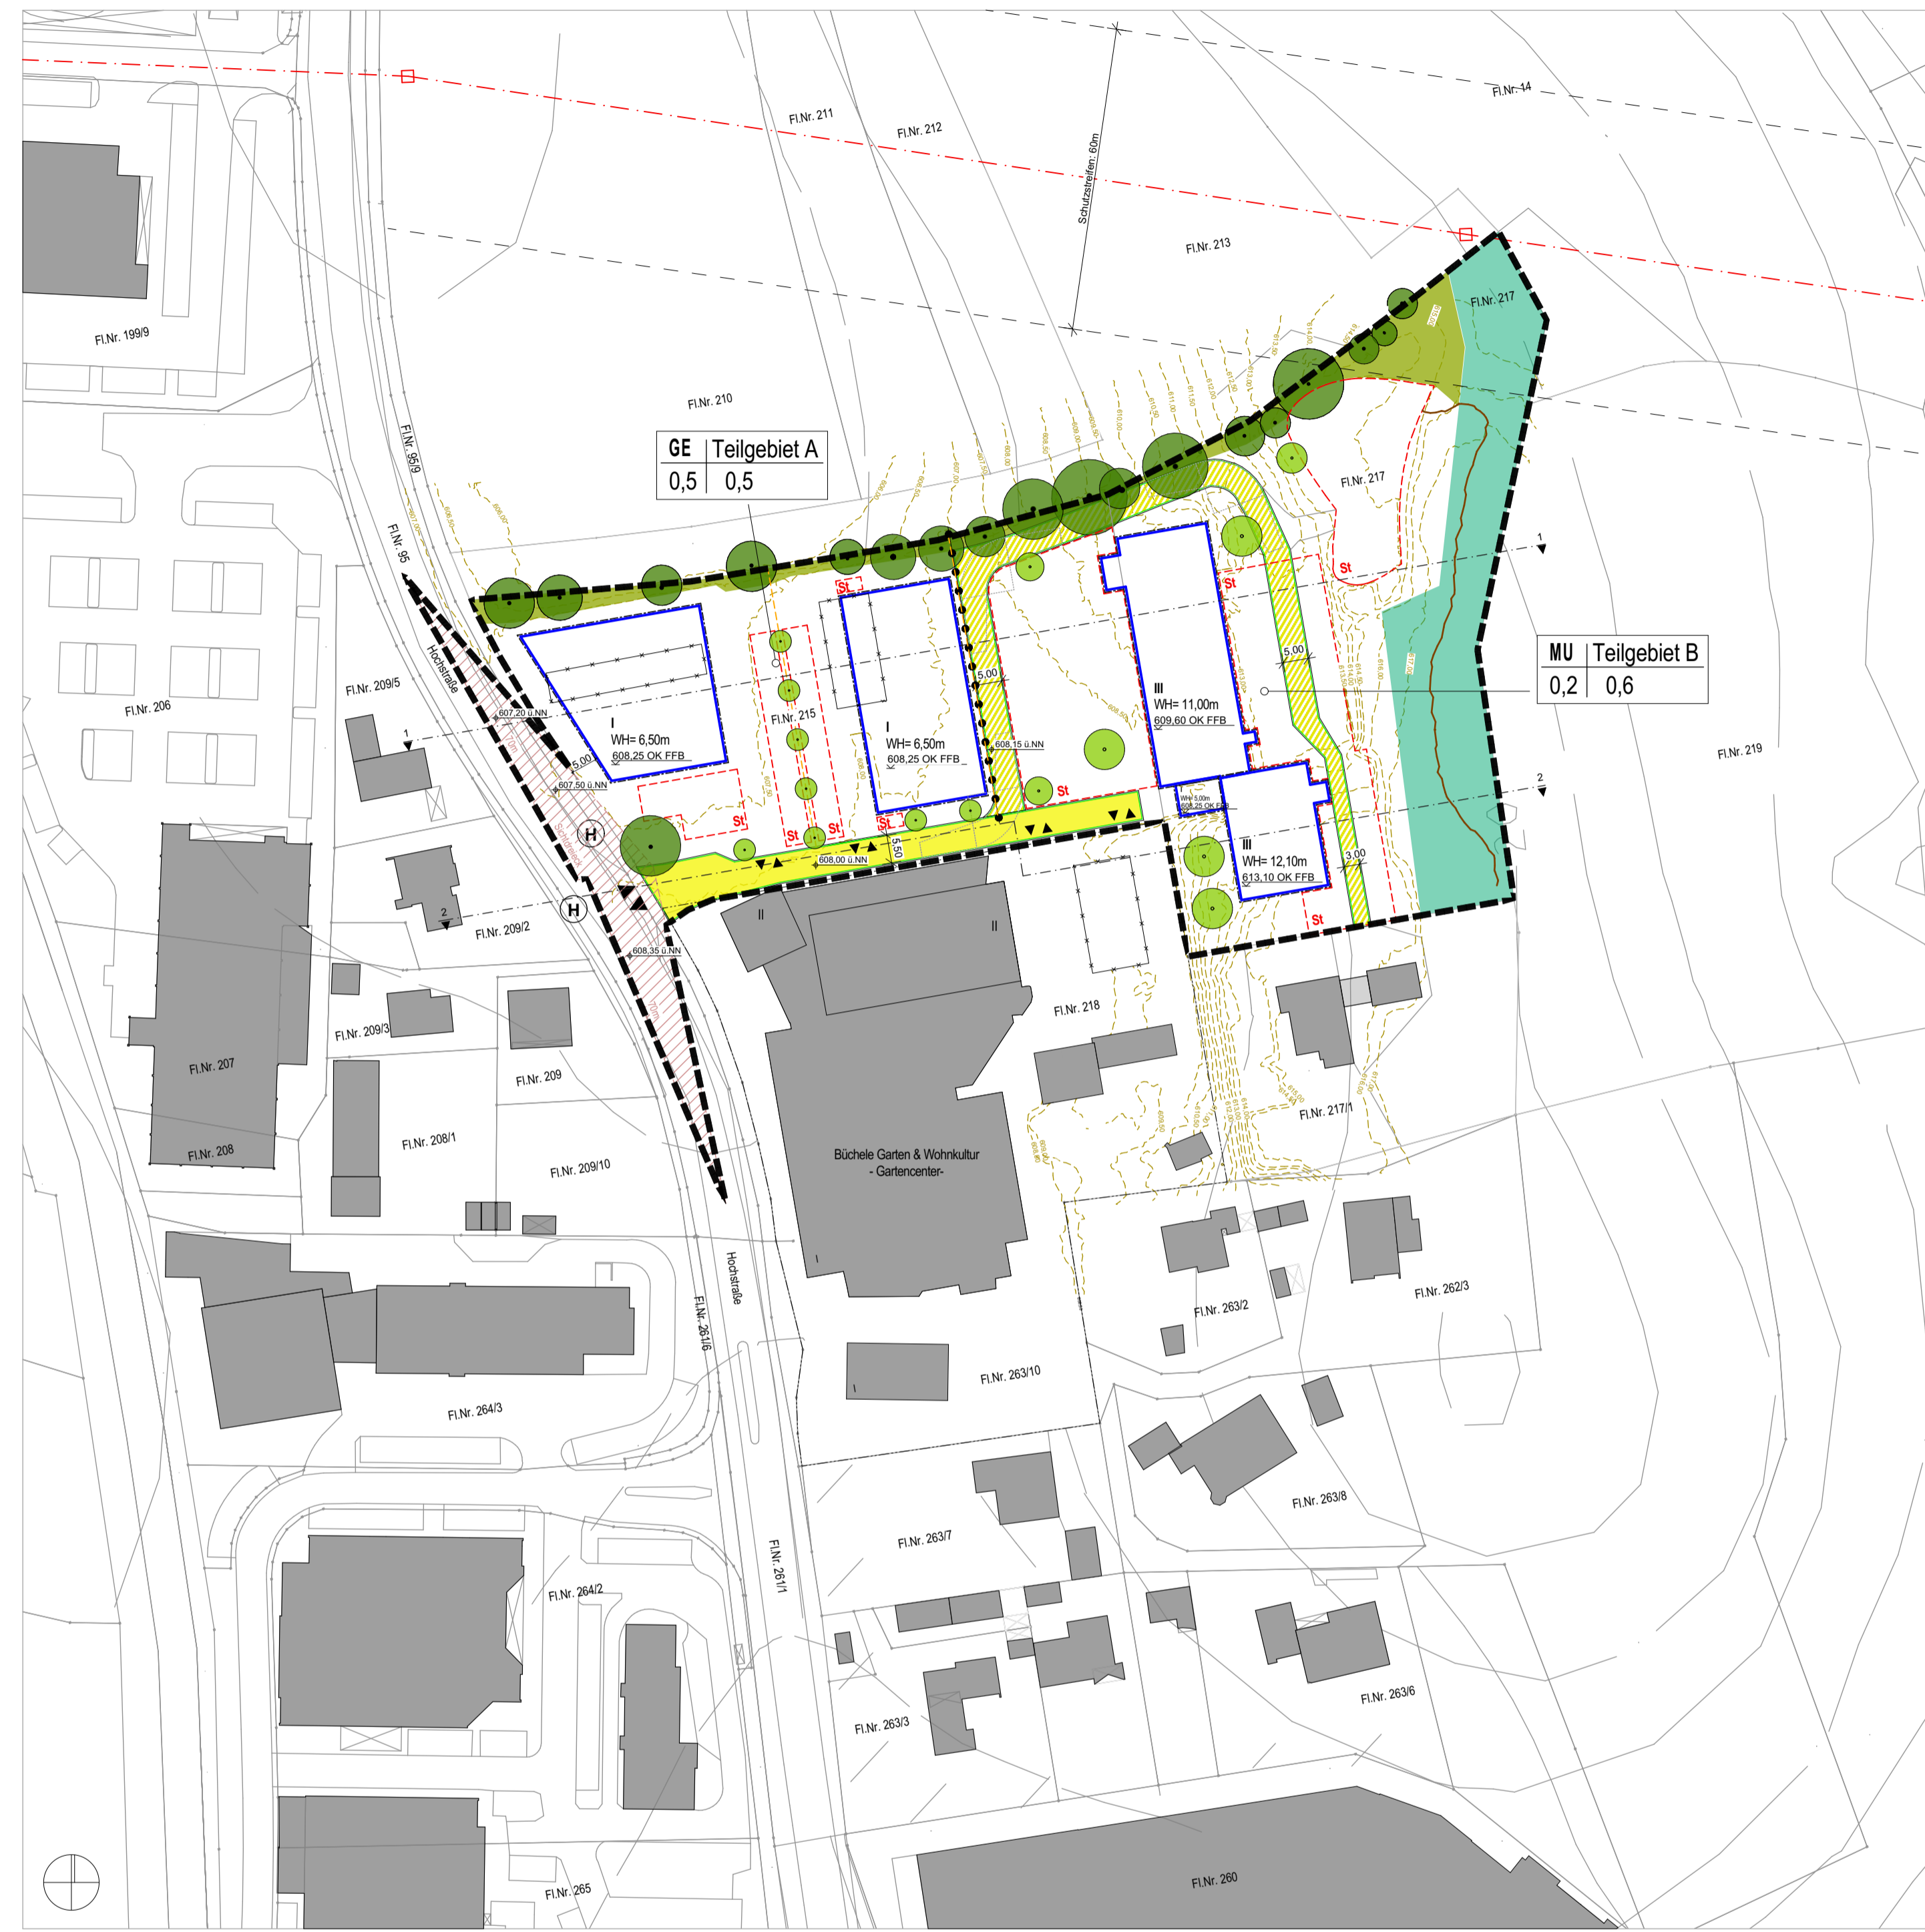 Fl.Nr. 14
Fl.Nr. 211
Fl.Nr. 212
Schutzstreifen: 60m
Fl.Nr. 213
Fl.Nr. 217
Fl.Nr. 199/9
Fl.Nr. 210
Fl.Nr. 95/9
GE Teilgebiet A
0,5 0,5
Fl.Nr. 95
Hochstraße
Fl.Nr. 217
St
St
St
1
1
MU Teilgebiet B
0,2 0,6
5,00
5,00
Fl.Nr. 209/5
Fl.Nr. 206
607,20 ü.NN
70m
Fl.Nr. 215
I
WH= 6,50m
608,25 OK FFB
I
WH= 6,50m
608,25 OK FFB
III
WH= 11,00m
609,60 OK FFB
608,15 ü.NN
Fl.Nr. 219
5,00
607,50 ü.NN
Sichtdreieck
H
St
St
St
St
St
WH= 5,00m
608,25 OK FFB
III
WH= 12,10m
613,10 OK FFB
5,50
608,00 ü.NN
3,00
2
2
H
II
II
St
Fl.Nr. 209/2
608,35 ü.NN
70m
Fl.Nr. 218
Fl.Nr. 209/3
Fl.Nr. 207
Fl.Nr. 209
Fl.Nr. 217/1
Fl.Nr. 208
Fl.Nr. 208/1
Fl.Nr. 209/10
Büchele Garten & Wohnkultur
- Gartencenter-
I
Hochstraße
Fl.Nr. 261/6
Fl.Nr. 263/2
Fl.Nr. 262/3
Fl.Nr. 263/10
I
Fl.Nr. 264/3
Fl.Nr. 263/8
Fl.Nr. 263/7
Fl.Nr. 261/1
Fl.Nr. 264/2
Fl.Nr. 263/6
Fl.Nr. 263/3
Fl.Nr. 265
Fl.Nr. 260